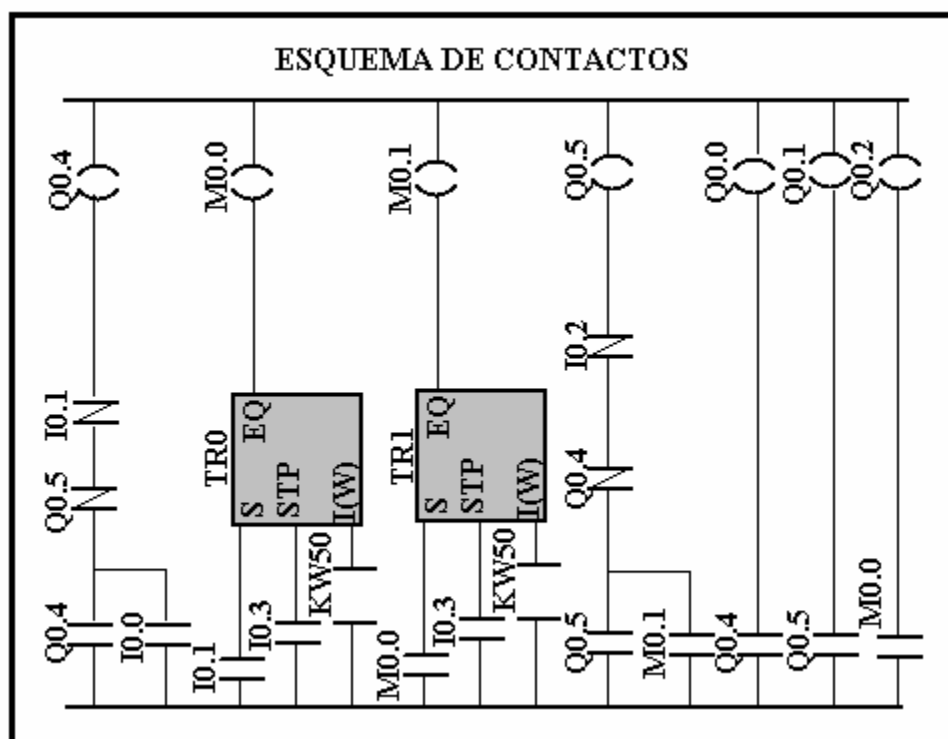 ESQUEMA DE CONTACTOS
Q0.4
M0.0
M0.1
Q0.5
Q0.0
Q0.1
Q0.2
I0.1
Q0.5
Q0.4
I0.0
TR0
EQ
S
STP
I(W)
I0.1
I0.3
KW50
TR1
EQ
S
STP
I(W)
M0.0
I0.3
KW50
I0.2
Q0.4
Q0.5
M0.1
Q0.4
Q0.5
M0.0